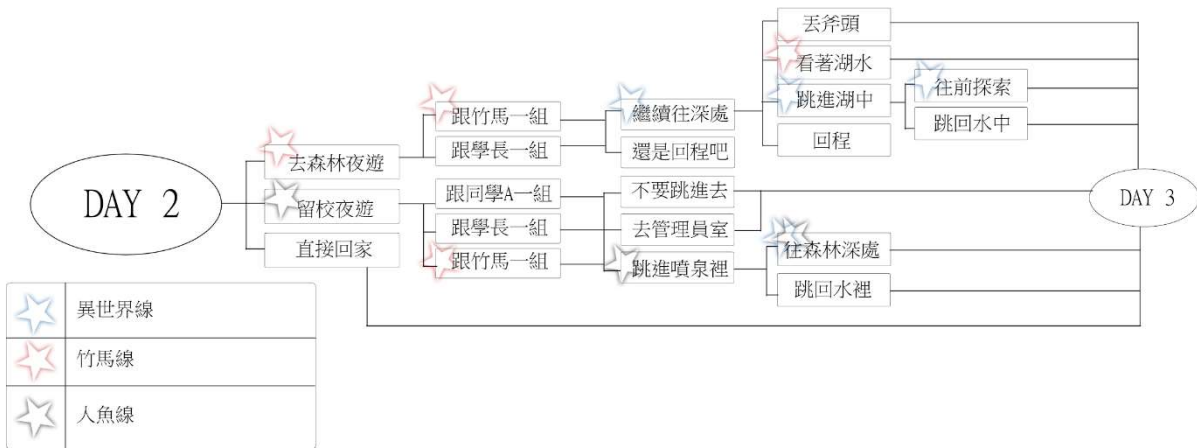 DAY 2
去森林夜遊
留校夜遊
直接回家
跟竹馬一組
跟學長一組
跟同學A一組
跟學長一組
跟竹馬一組
繼續往深處
還是回程吧
不要跳進去
去管理員室
跳進噴泉裡
丟斧頭
看著湖水
跳進湖中
回程
往森林深處
跳回水裡
往前探索
跳回水中
DAY 3
異世界線
竹馬線
人魚線